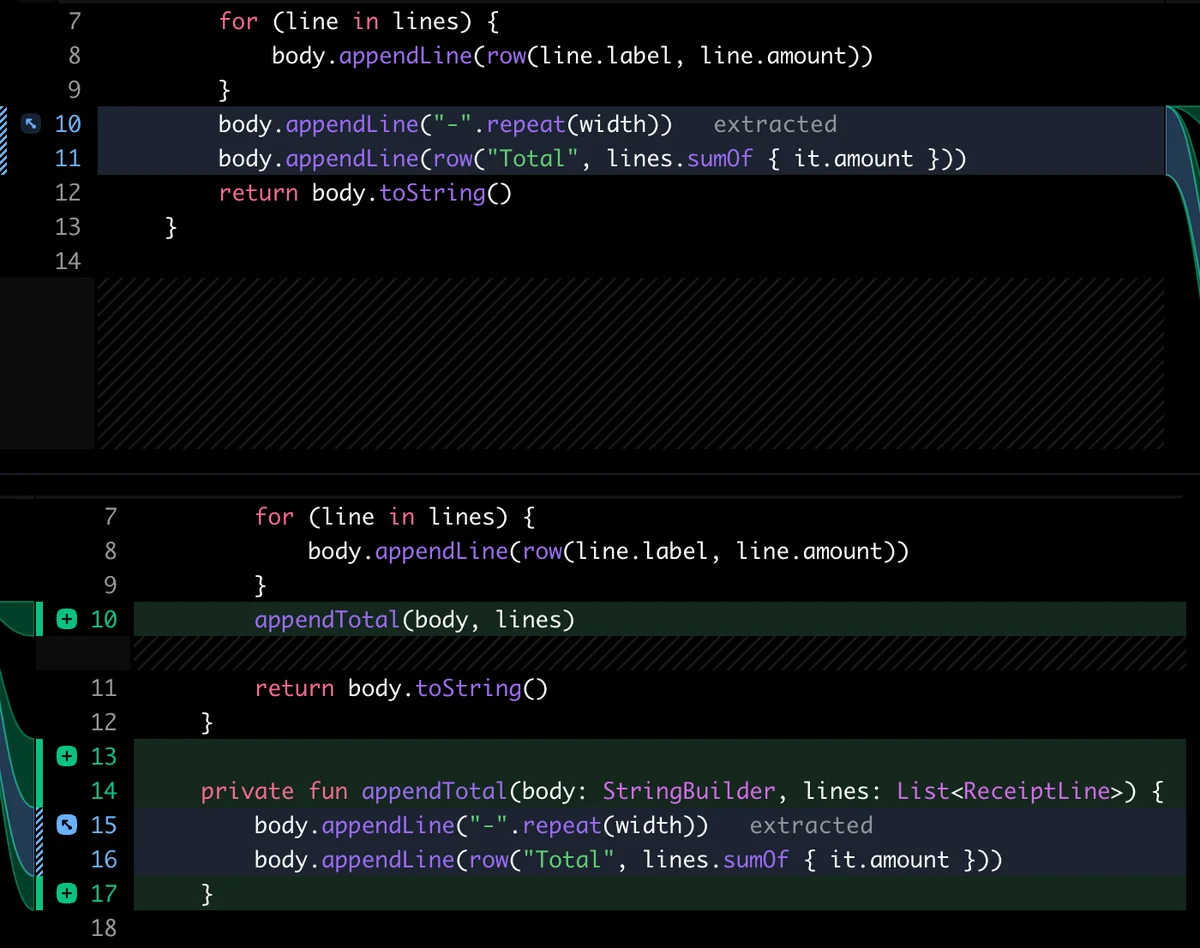 7 for (line in lines) {
8 body.appendLine(row(line.label, line.amount))
9 }
10 body.appendLine("-".repeat(width)) extracted
11 body.appendLine(row("Total", lines.sumOf { it.amount }))
12 return body.toString()
13 }
14
7 for (line in lines) {
8 body.appendLine(row(line.label, line.amount))
9 }
10 appendTotal(body, lines)
11 return body.toString()
12 }
13
14 private fun appendTotal(body: StringBuilder, lines: List<ReceiptLine>) {
15 body.appendLine("-".repeat(width)) extracted
16 body.appendLine(row("Total", lines.sumOf { it.amount }))
17 }
18